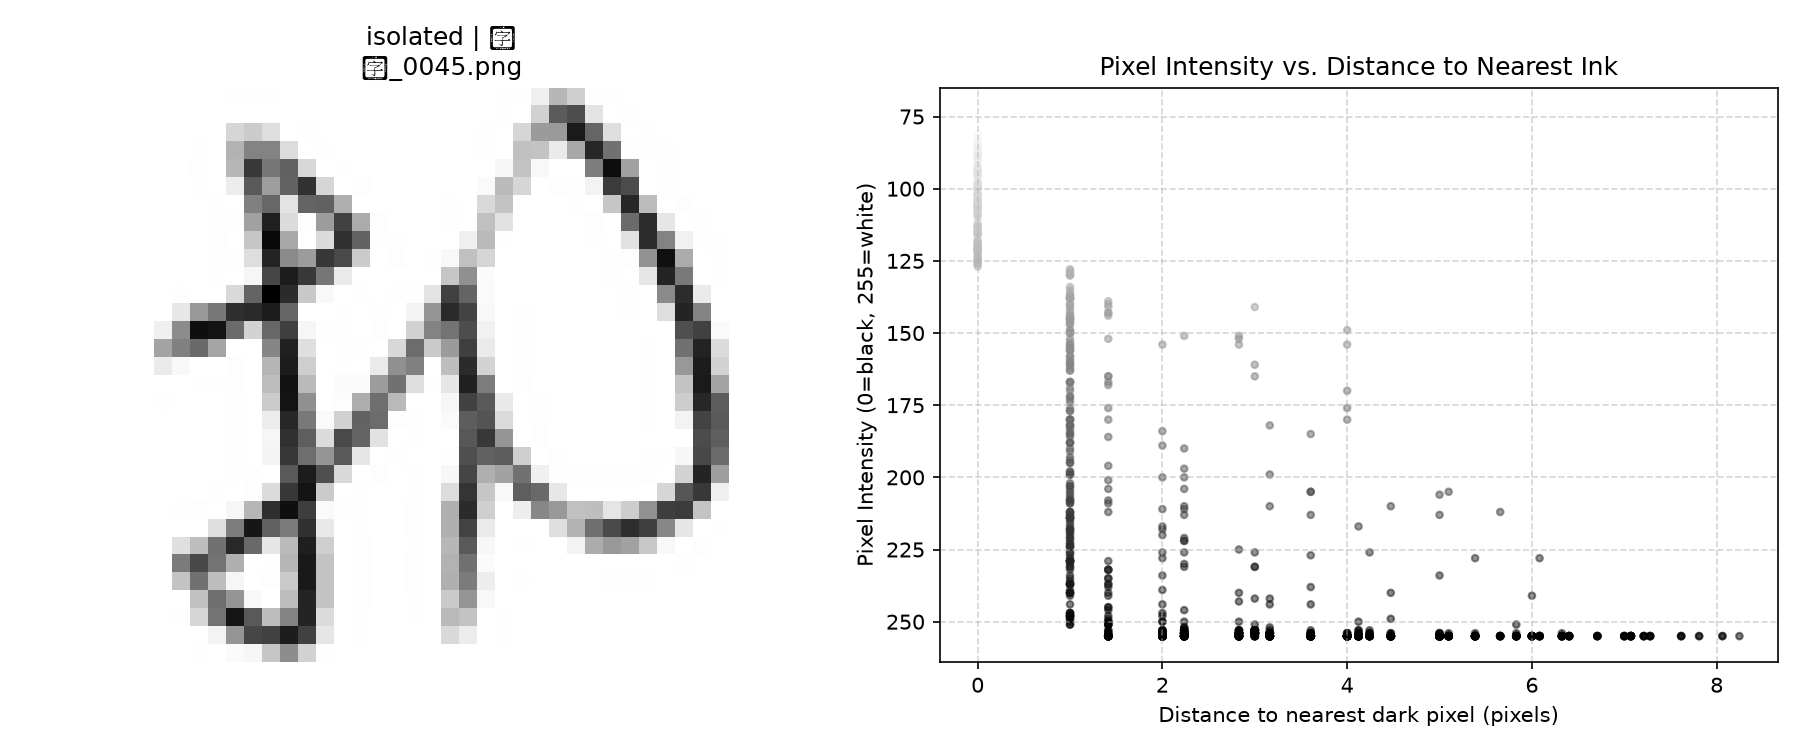 isolated |
_0045.png
Pixel Intensity vs. Distance to Nearest Ink
Pixel Intensity (0=black, 255=white)
75
100
125
150
175
200
225
250
0 2 4 6 8
Distance to nearest dark pixel (pixels)